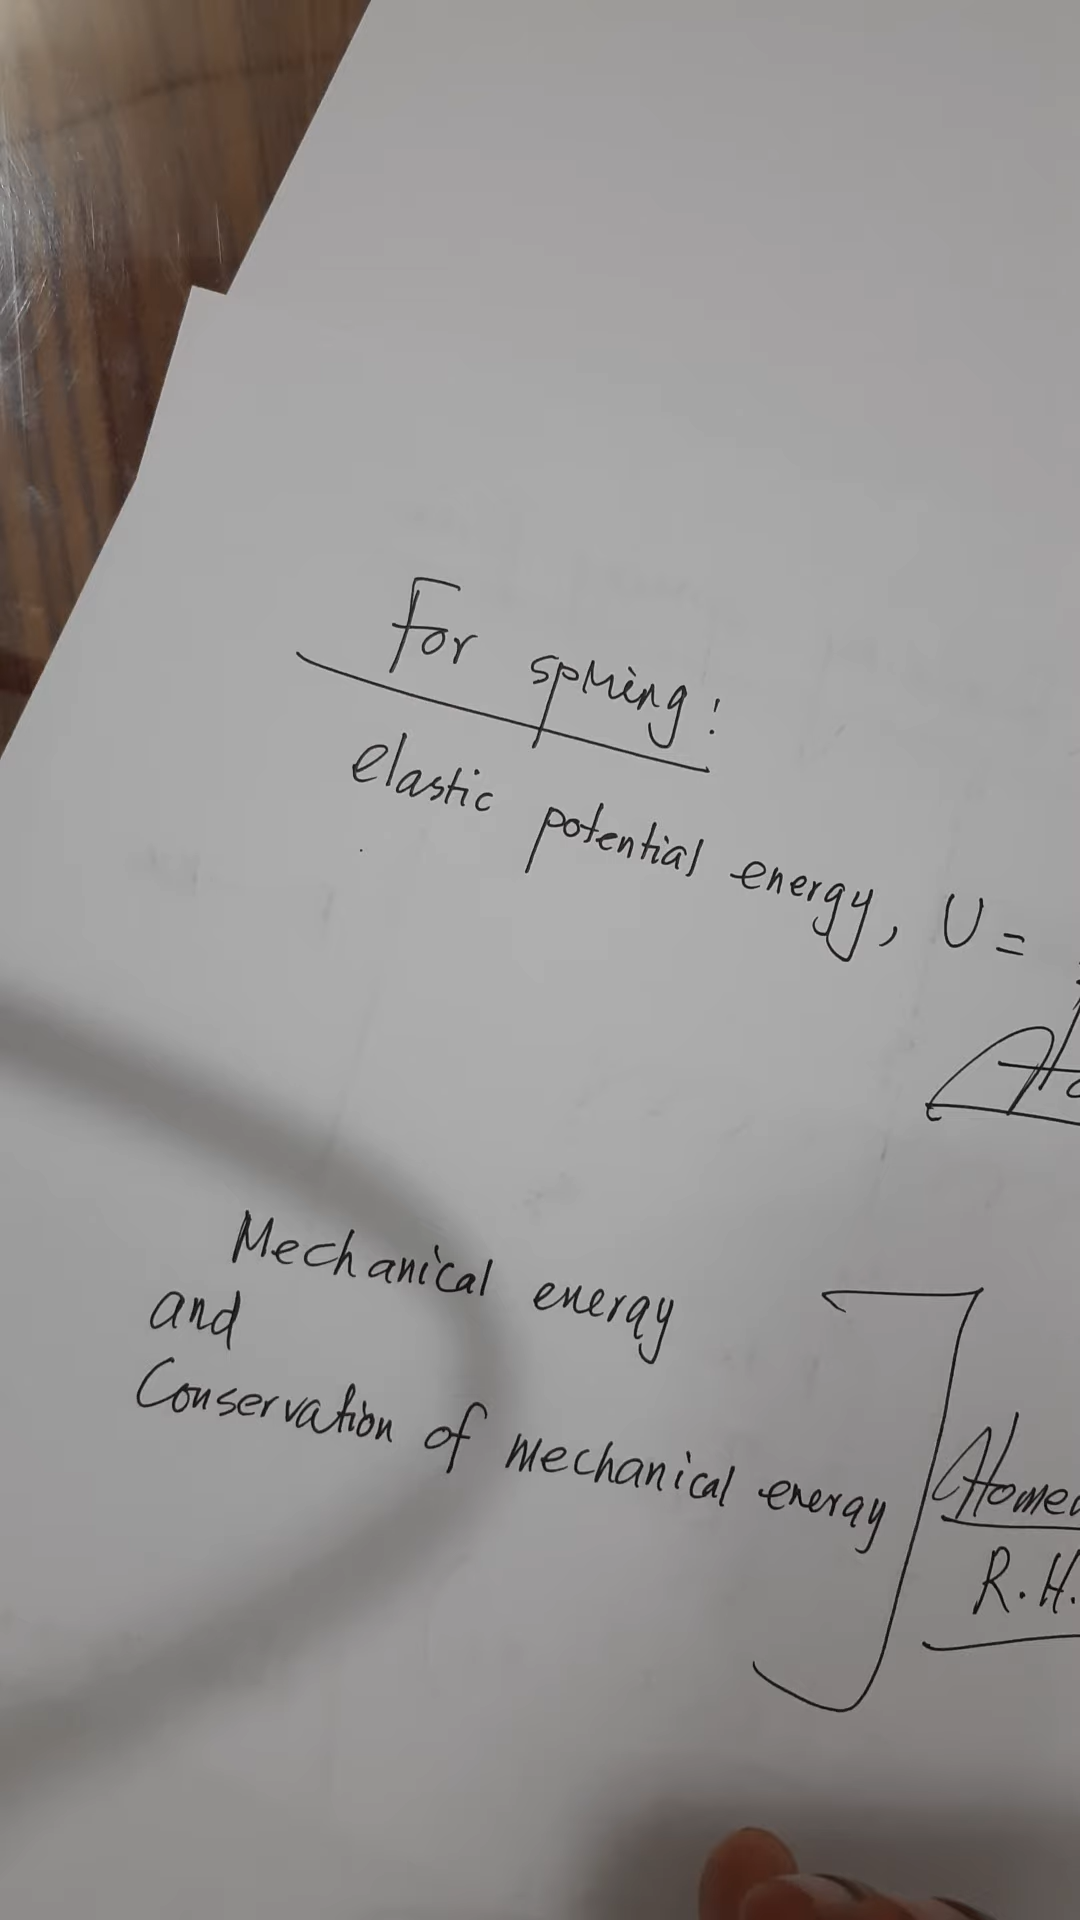 For spring:
elastic potential energy, U =
Mechanical energy
and
Conservation of mechanical energy
R.H.